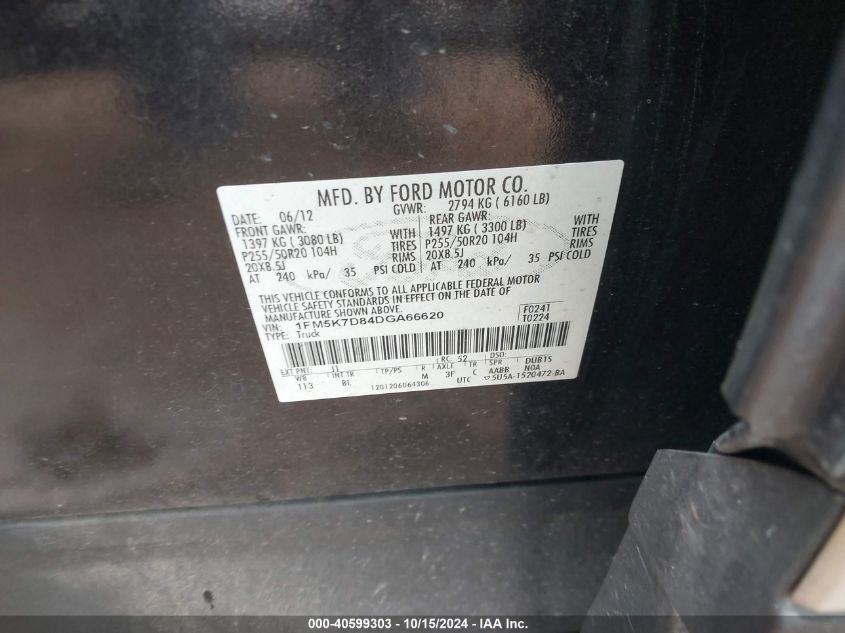 MFD. BY FORD MOTOR CO.
DATE: 06/12 GVWR: 2794 KG ( 6160 LB)
FRONT GAWR: REAR GAWR:
1397 KG ( 3080 LB) WITH 1497 KG ( 3300 LB) WITH
P255/50R20 104H TIRES P255/50R20 104H TIRES
20X8.5J RIMS 20X8.5J RIMS
AT 240 kPa/ 35 PSI COLD AT 240 kPa/ 35 PSI COLD
THIS VEHICLE CONFORMS TO ALL APPLICABLE FEDERAL MOTOR
VEHICLE SAFETY STANDARDS IN EFFECT ON THE DATE OF
MANUFACTURE SHOWN ABOVE.
VIN: 1FM5K7D84DGA66620 F0241
TYPE: Truck T0224
EXT PNT: J1 RC: 52 DSO:
WB INT TR TP/PS R AXLE TR SPR DUB15
113 BL M 3F C AABB N0A
1201206064306 UTC 5U5A-1520472-BA
000-40599303 - 10/15/2024 - IAA Inc.